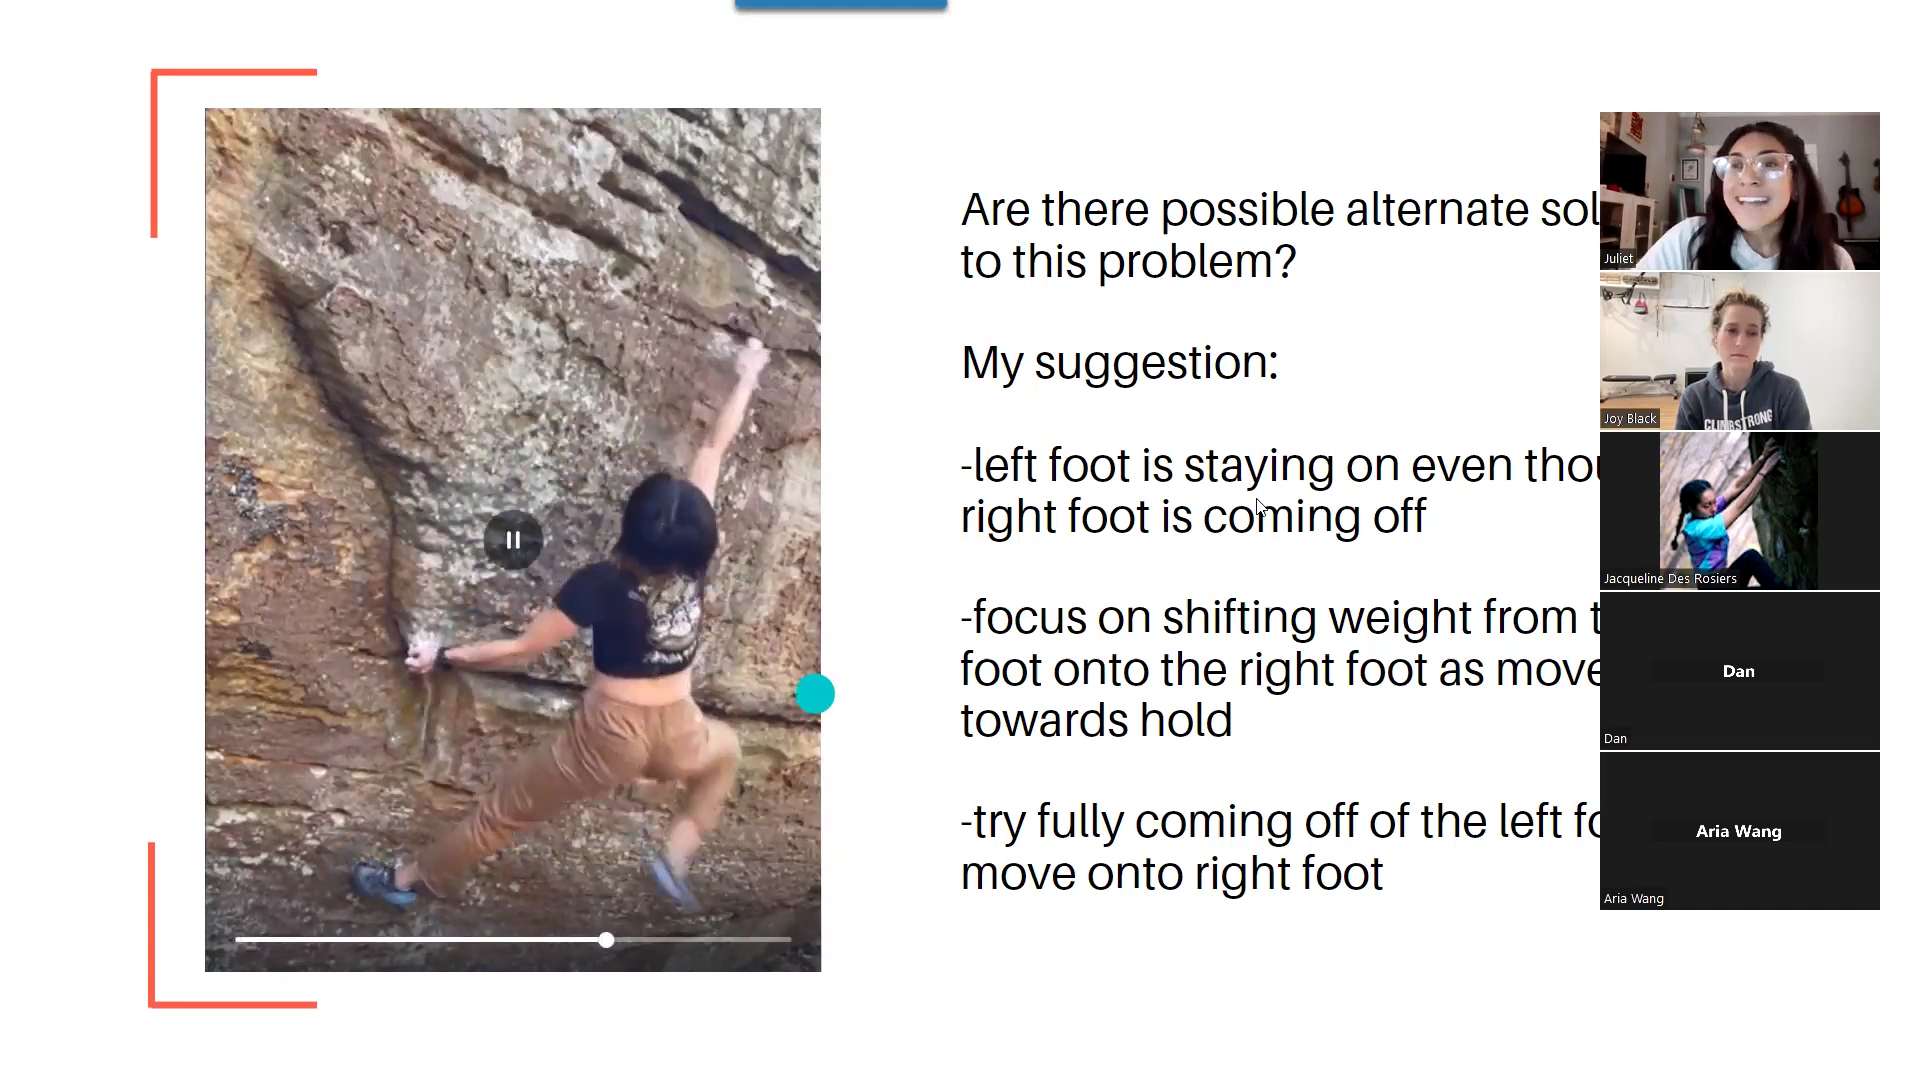 Are there possible alternate sol
to this problem?
My suggestion:
-left foot is staying on even thou
right foot is coming off
-focus on shifting weight from t
foot onto the right foot as move
towards hold
-try fully coming off of the left fo
move onto right foot
Juliet
CLIMBSTRONG
Joy Black
Jacqueline Des Rosiers
Dan
Dan
Aria Wang
Aria Wang